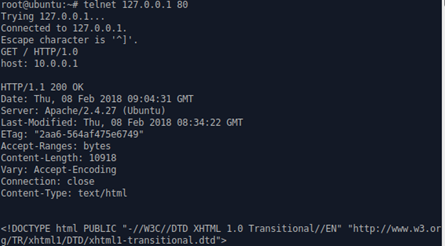 root@ubuntu:~# telnet 127.0.0.1 80
Trying 127.0.0.1...
Connected to 127.0.0.1.
Escape character is '^]'.
GET / HTTP/1.0
host: 10.0.0.1

HTTP/1.1 200 OK
Date: Thu, 08 Feb 2018 09:04:31 GMT
Server: Apache/2.4.27 (Ubuntu)
Last-Modified: Thu, 08 Feb 2018 08:34:22 GMT
ETag: "2aa6-564af475e6749"
Accept-Ranges: bytes
Content-Length: 10918
Vary: Accept-Encoding
Connection: close
Content-Type: text/html

<!DOCTYPE html PUBLIC "-//W3C//DTD XHTML 1.0 Transitional//EN" "http://www.w3.or
g/TR/xhtml1/DTD/xhtml1-transitional.dtd">